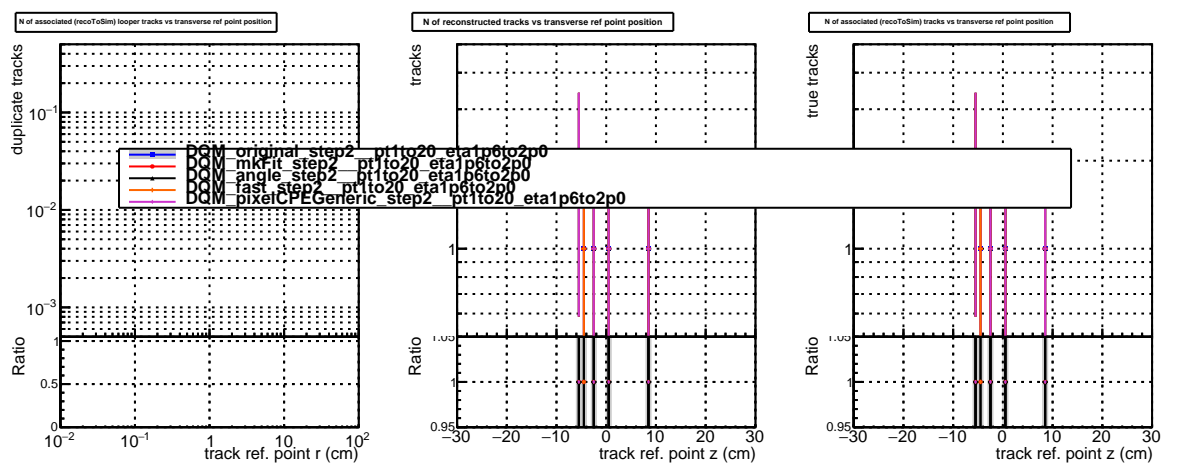 N of associated (recoToSim) looper tracks vs transverse ref point position
N of reconstructed tracks vs transverse ref point position
N of associated (recoToSim) tracks vs transverse ref point position
duplicate tracks
10−1
10−2
10−3
Ratio
1
0.5
0
10−2 10−1 1 10 102
track ref. point r (cm)
DQM_original_step2__pt1to20_eta1p6to2p0
DQM_mkFit_step2__pt1to20_eta1p6to2p0
DQM_angle_step2__pt1to20_eta1p6to2p0
DQM_fast_step2__pt1to20_eta1p6to2p0
DQM_pixelCPEGeneric_step2__pt1to20_eta1p6to2p0
tracks
1
Ratio
1.05
1
0.95
−30 −20 −10 0 10 20 30
track ref. point z (cm)
true tracks
1
Ratio
1.05
1
0.95
−30 −20 −10 0 10 20 30
track ref. point z (cm)